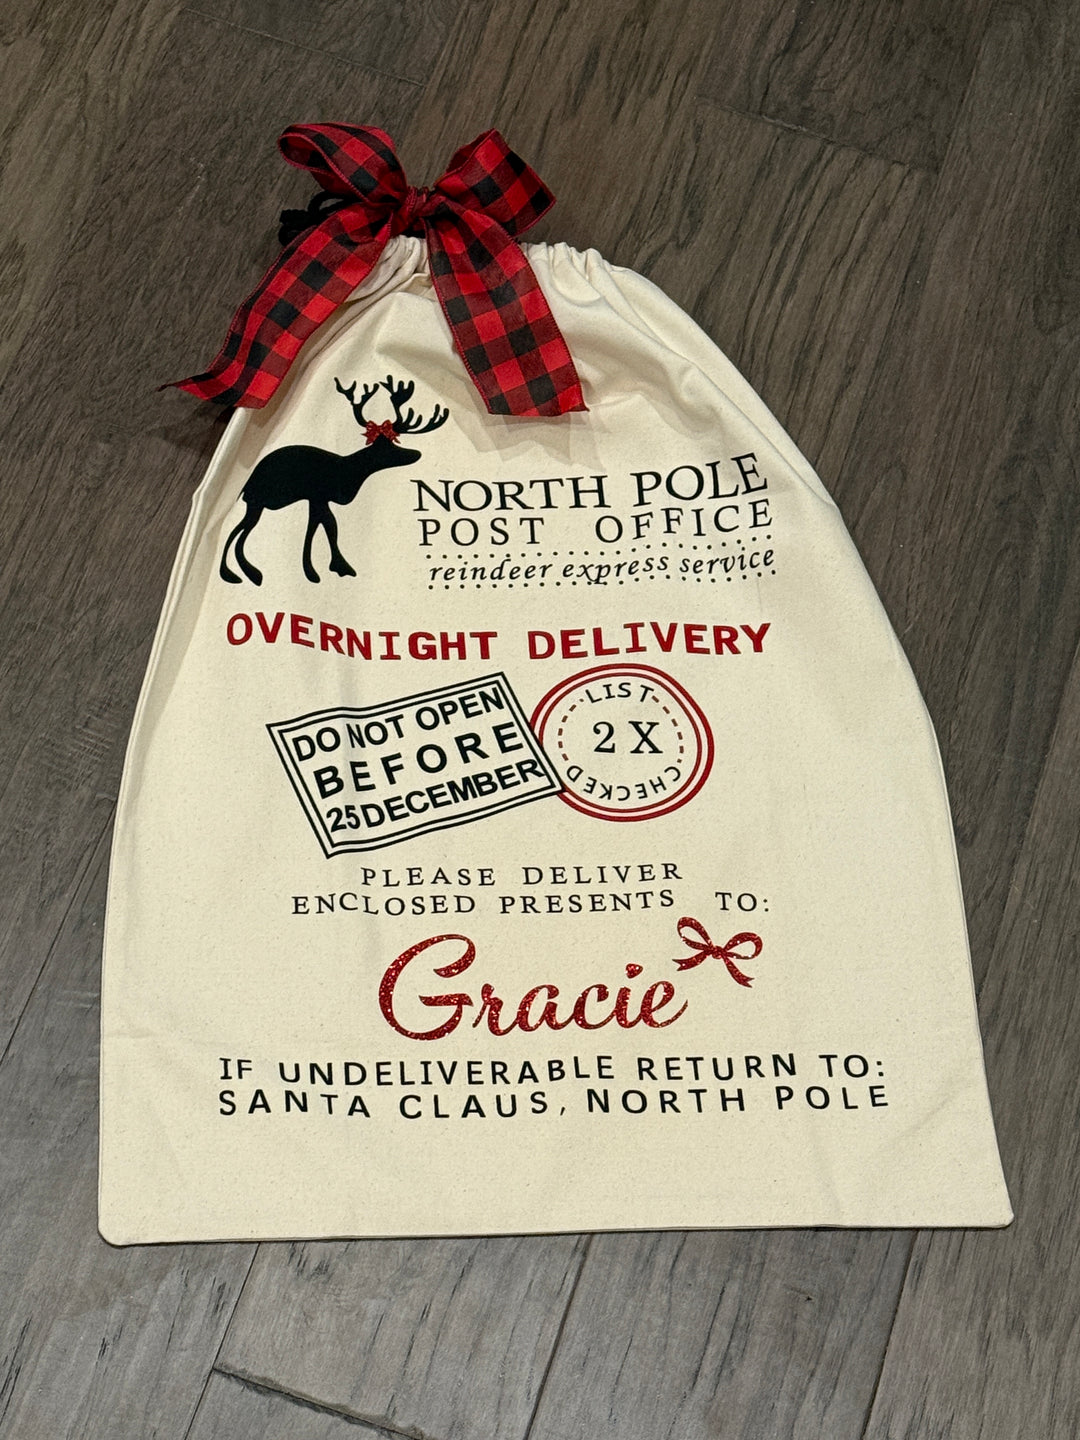 NORTH POLE
POST OFFICE
reindeer express service
OVERNIGHT DELIVERY
DO NOT OPEN
BEFORE
25 DECEMBER
LIST
2 X
CHECKED
PLEASE DELIVER
ENCLOSED PRESENTS TO:
Gracie
IF UNDELIVERABLE RETURN TO:
SANTA CLAUS, NORTH POLE